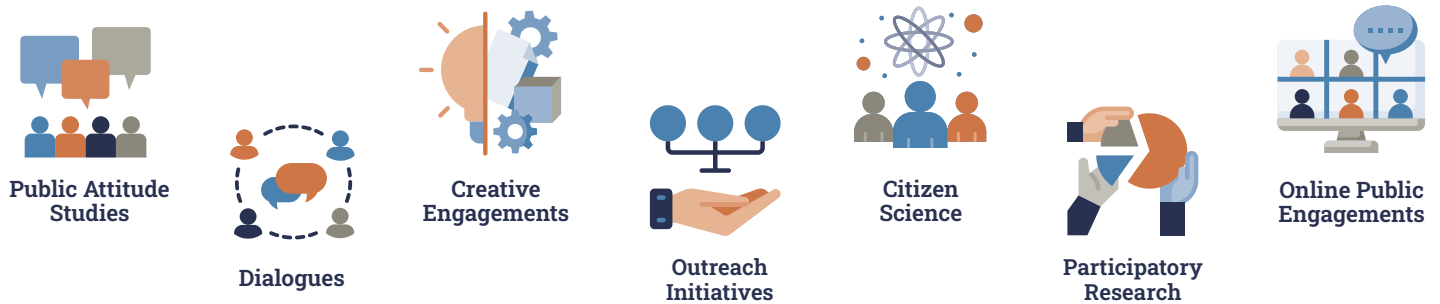 Public Attitude
Studies
Dialogues
Creative
Engagements
Outreach
Initiatives
Citizen
Science
Participatory
Research
Online Public
Engagements